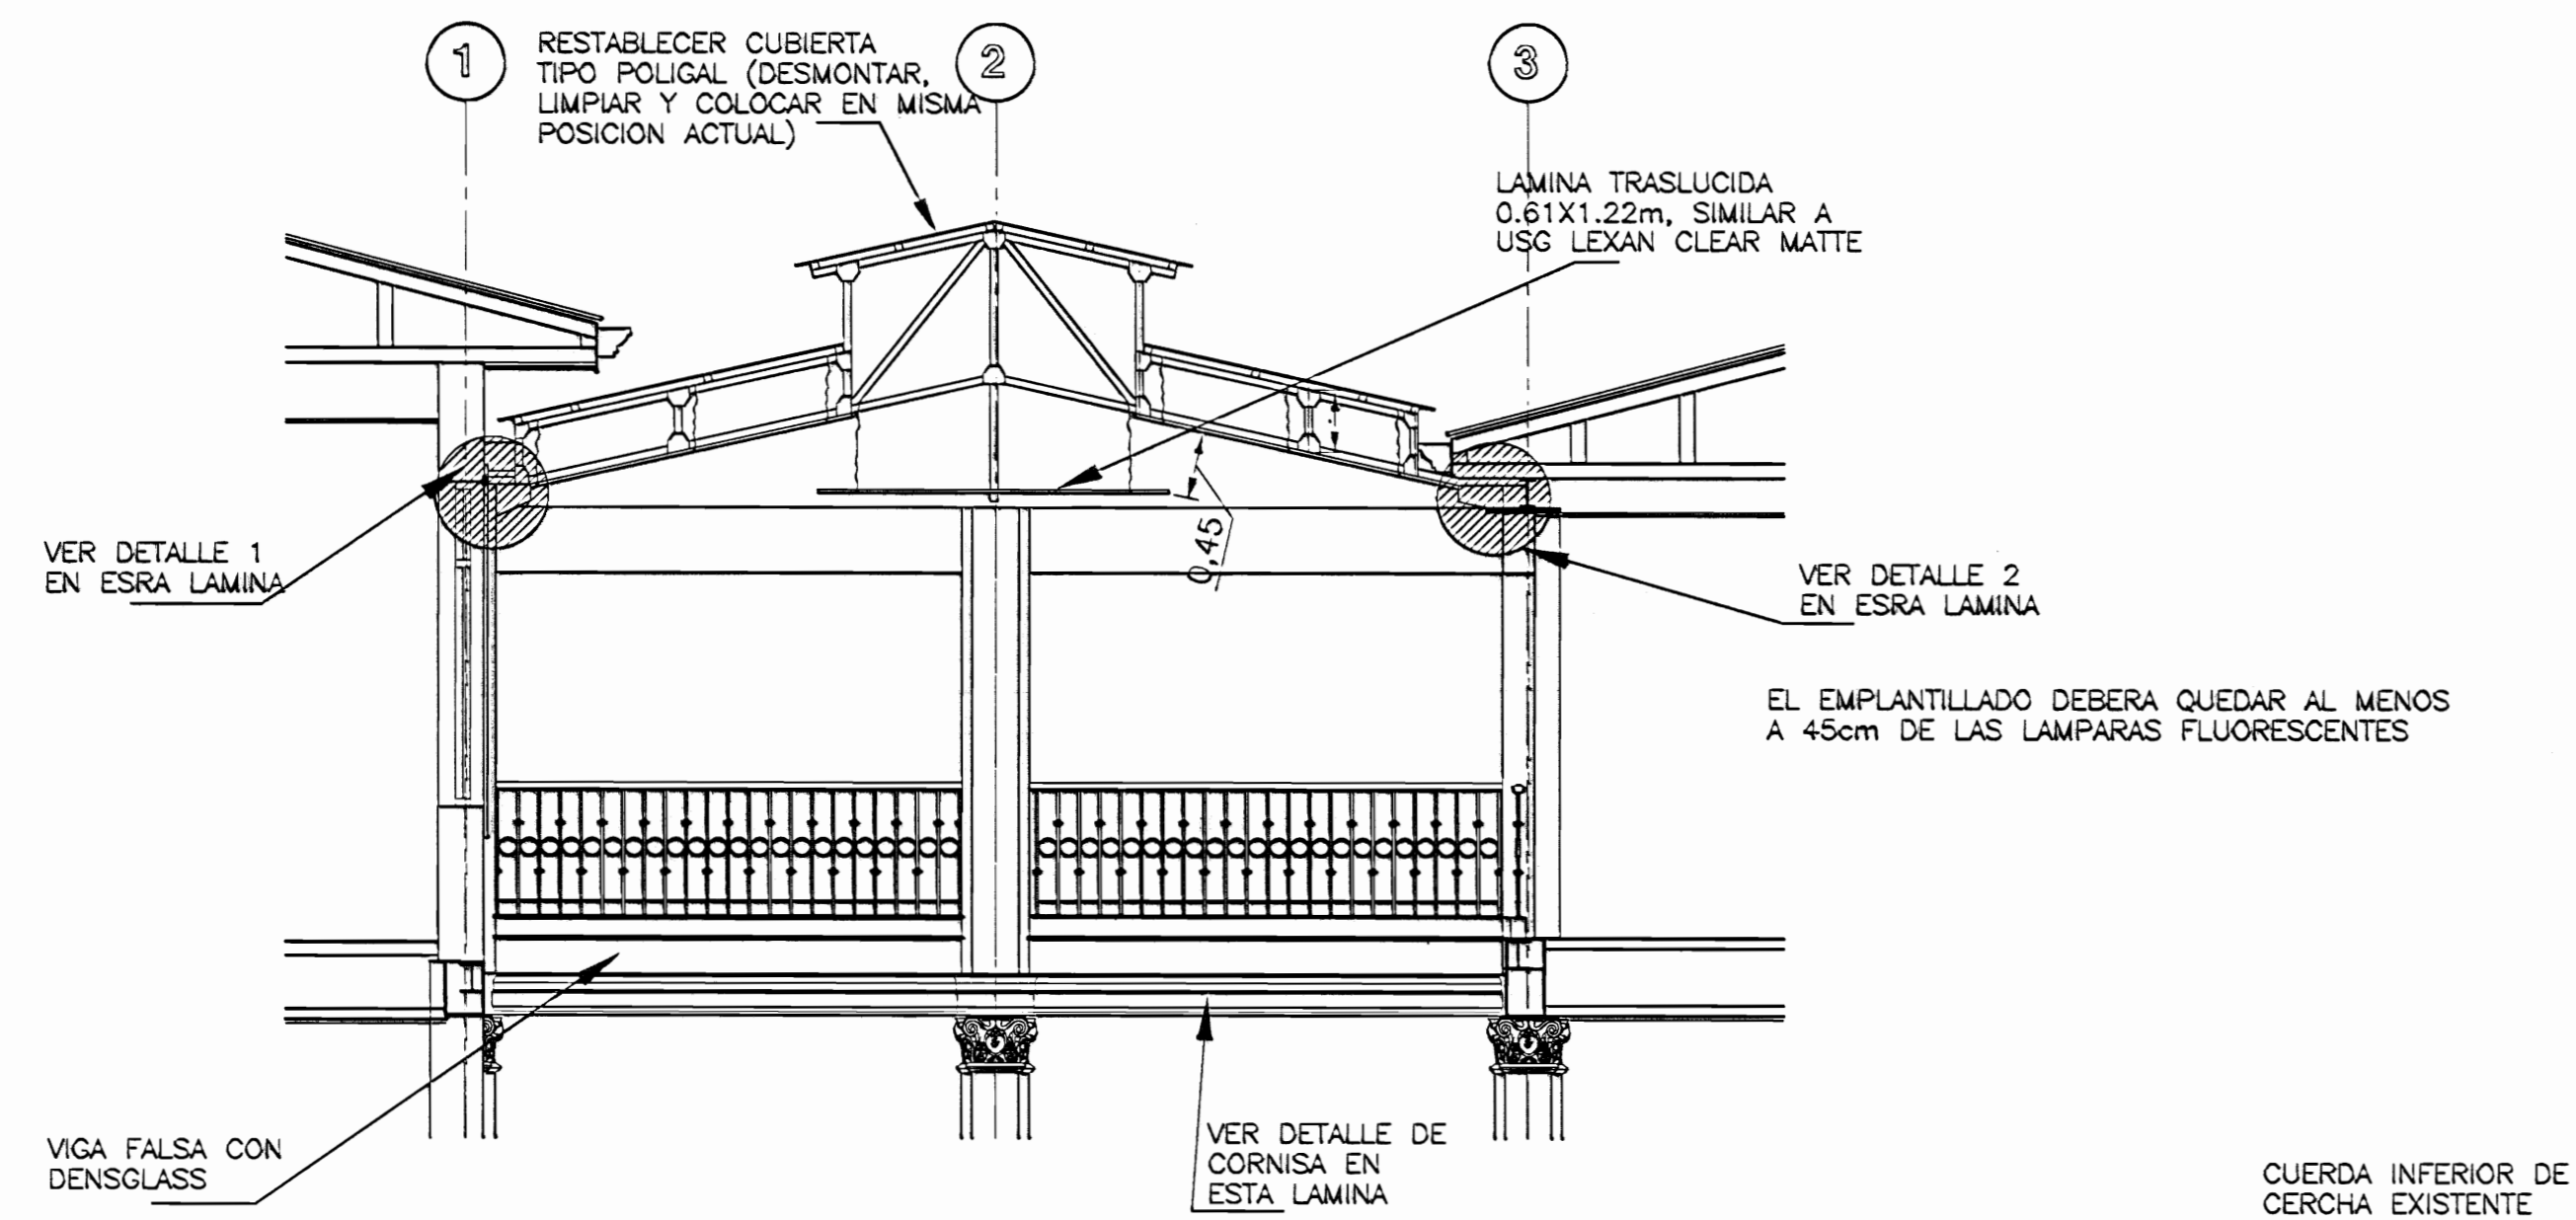 1
RESTABLECER CUBIERTA
TIPO POLIGAL (DESMONTAR,
LIMPIAR Y COLOCAR EN MISMA
POSICION ACTUAL)
2
3
LAMINA TRASLUCIDA
0.61X1.22m, SIMILAR A
USG LEXAN CLEAR MATTE
0,45
VER DETALLE 1
EN ESRA LAMINA
VER DETALLE 2
EN ESRA LAMINA
EL EMPLANTILLADO DEBERA QUEDAR AL MENOS
A 45cm DE LAS LAMPARAS FLUORESCENTES
VIGA FALSA CON
DENSGLASS
VER DETALLE DE
CORNISA EN
ESTA LAMINA
CUERDA INFERIOR DE
CERCHA EXISTENTE